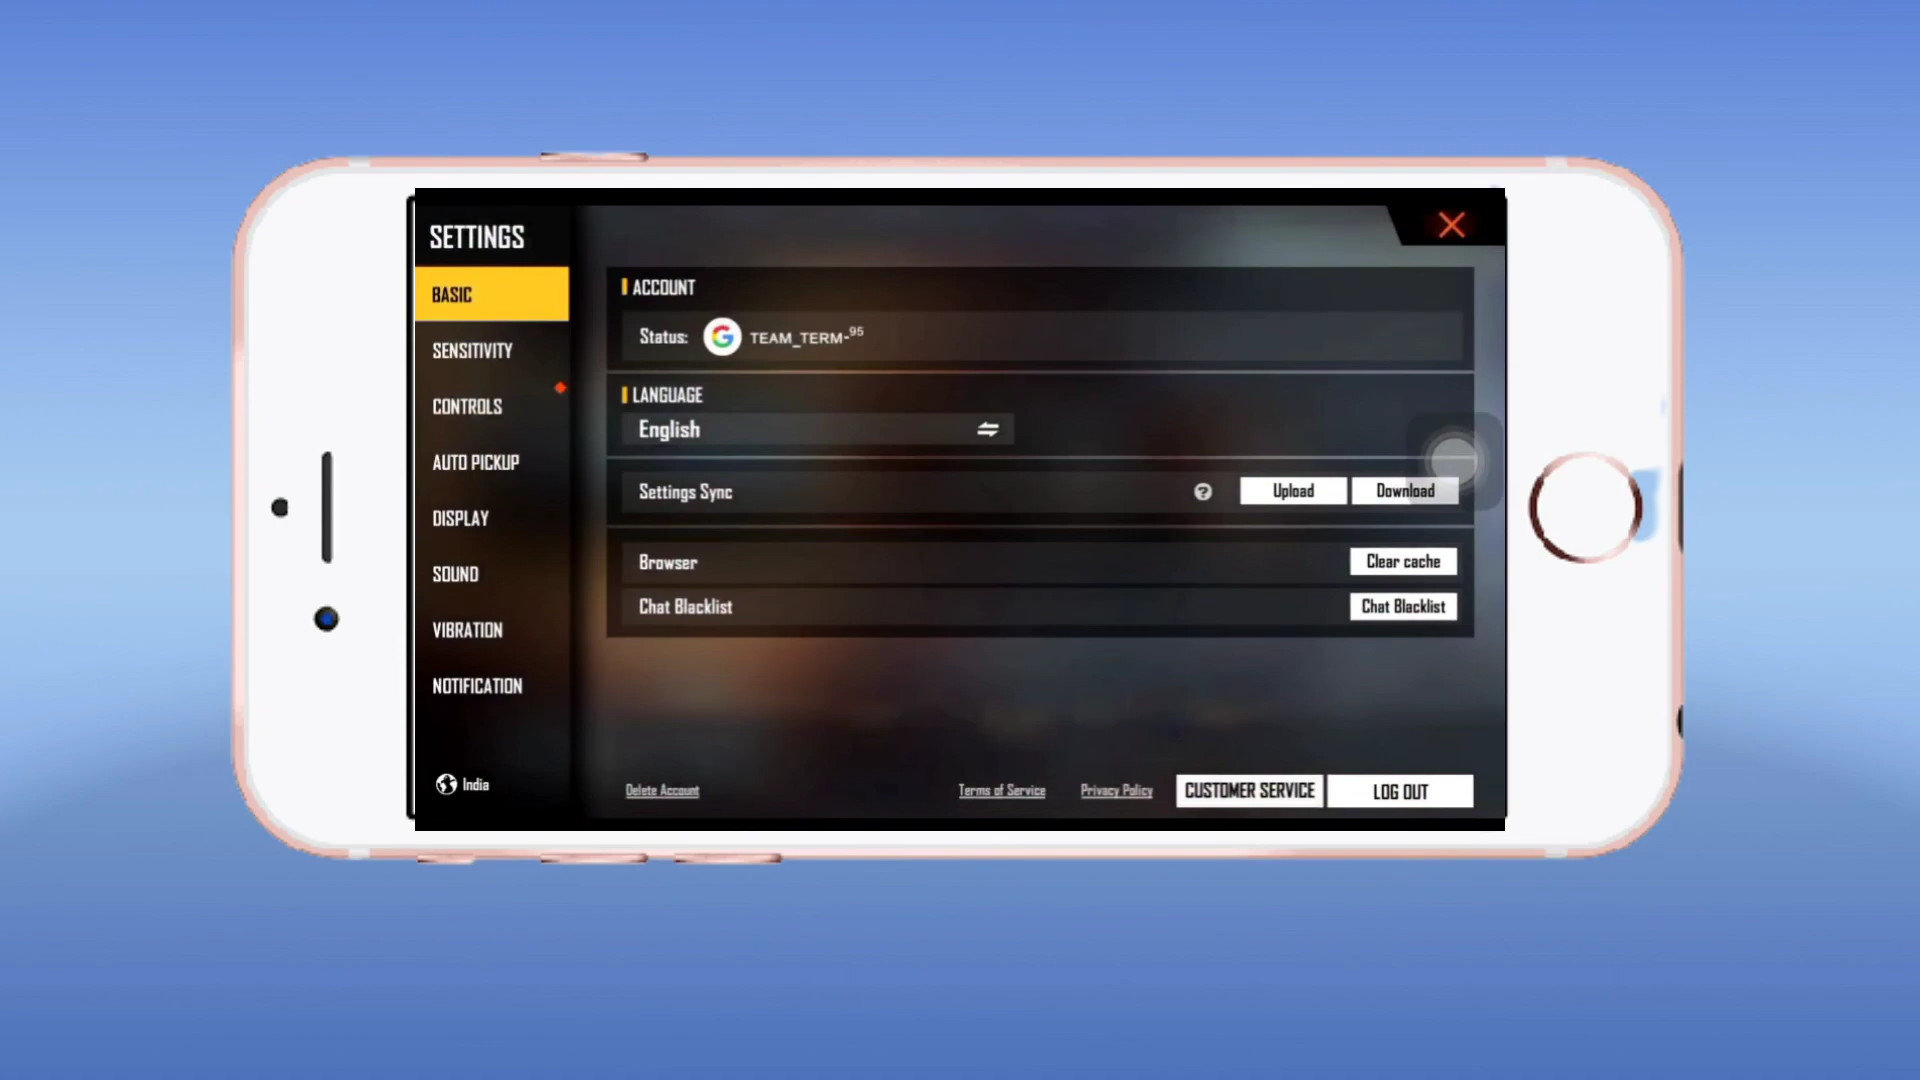 SETTINGS
BASIC
SENSITIVITY
CONTROLS
AUTO PICKUP
DISPLAY
SOUND
VIBRATION
NOTIFICATION
India
ACCOUNT
Status: G TEAM_TERM-⁹⁵
LANGUAGE
English
Settings Sync ? Upload Download
Browser Clear cache
Chat Blacklist Chat Blacklist
Delete Account Terms of Service Privacy Policy CUSTOMER SERVICE LOG OUT